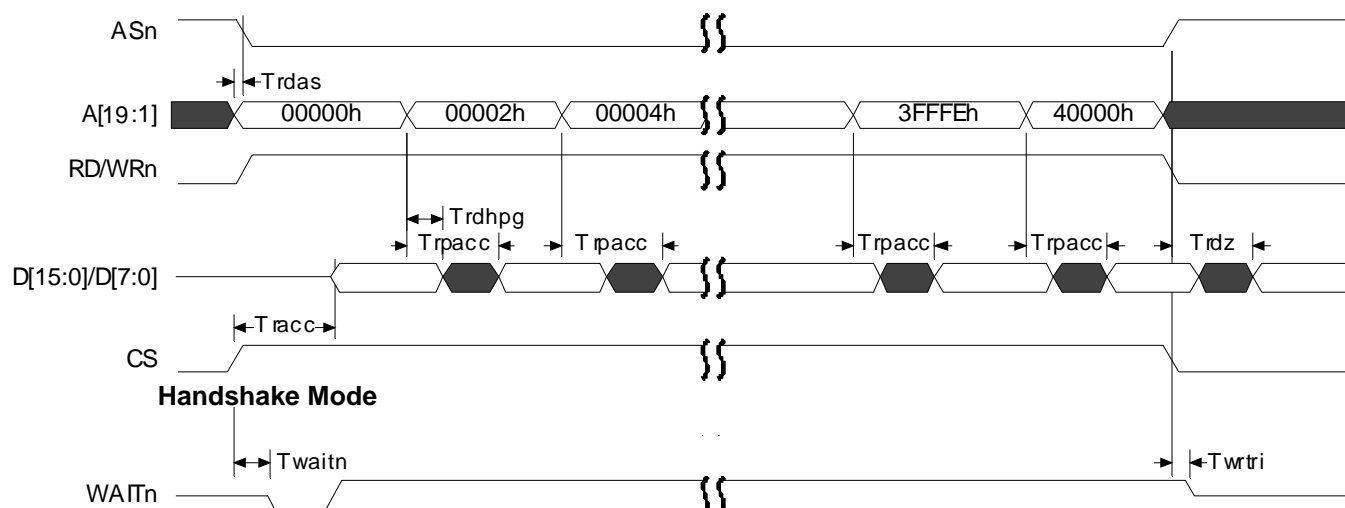 ASn
Trdas
A[19:1] 00000h 00002h 00004h 3FFFEh 40000h
RD/WRn
Trdhpg
Trpacc Trpacc Trpacc Trpacc Trdz
D[15:0]/D[7:0]
Tracc
CS
Handshake Mode
Twaitn Twrtri
WAITn